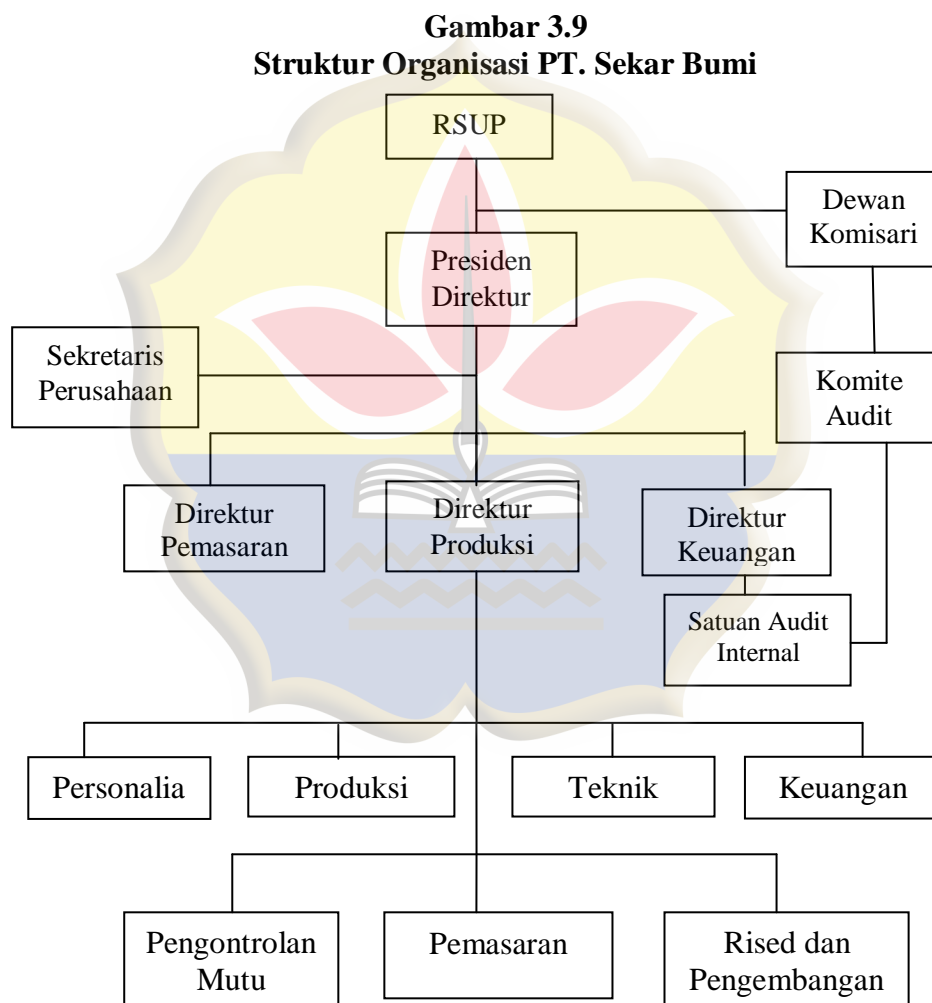 Gambar 3.9
Struktur Organisasi PT. Sekar Bumi
RSUP
Dewan
Komisari
Presiden
Direktur
Sekretaris
Perusahaan
Komite
Audit
Direktur
Pemasaran
Direktur
Produksi
Direktur
Keuangan
Satuan Audit
Internal
Personalia
Produksi
Teknik
Keuangan
Pengontrolan
Mutu
Pemasaran
Rised dan
Pengembangan